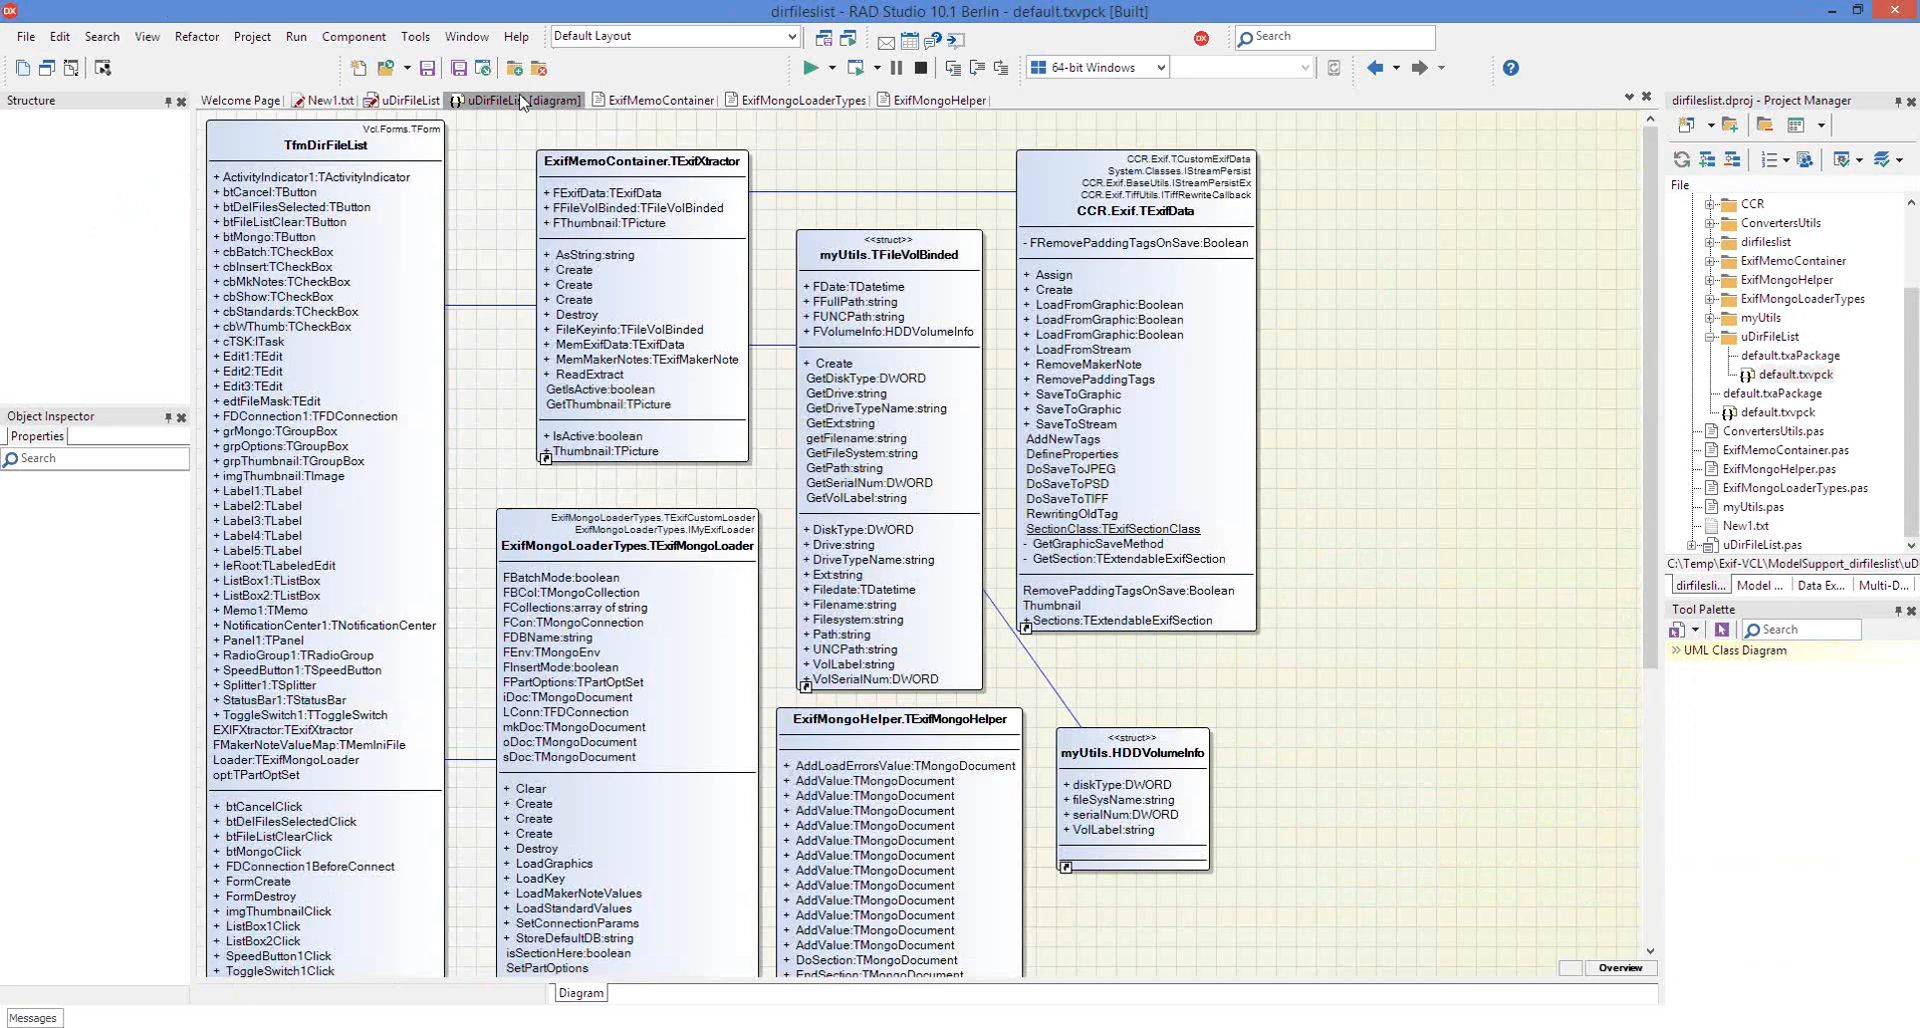 dirfileslist - RAD Studio 10.1 Berlin - default.txvpck [Built]
File Edit Search View Refactor Project Run Component Tools Window Help
Default Layout
Search
64-bit Windows
Structure
Welcome Page New1.txt uDirFileList [diagram] ExifMemoContainer ExifMongoLoaderTypes ExifMongoHelper
Object Inspector
Properties
Search
Messages
TfmDirFileList
+ ActivityIndicator1:TActivityIndicator
+ btCancel:TButton
+ btDelFilesSelected:TButton
+ btFileListClear:TButton
+ btMongo:TButton
+ cbBatch:TCheckBox
+ cbInsert:TCheckBox
+ cbMkNotes:TCheckBox
+ cbShow:TCheckBox
+ cbStandards:TCheckBox
+ cbWThumb:TCheckBox
+ cTSK:ITask
+ Edit1:TEdit
+ Edit2:TEdit
+ Edit3:TEdit
+ edtFileMask:TEdit
+ FDConnection1:TFDConnection
+ grMongo:TGroupBox
+ grpOptions:TGroupBox
+ grpThumbnail:TGroupBox
+ imgThumbnail:TImage
+ Label1:TLabel
+ Label2:TLabel
+ Label3:TLabel
+ Label4:TLabel
+ Label5:TLabel
+ leRoot:TLabeledEdit
+ ListBox1:TListBox
+ ListBox2:TListBox
+ Memo1:TMemo
+ NotificationCenter1:TNotificationCenter
+ Panel1:TPanel
+ RadioGroup1:TRadioGroup
+ SpeedButton1:TSpeedButton
+ Splitter1:TSplitter
+ StatusBar1:TStatusBar
+ ToggleSwitch1:TToggleSwitch
EXIFXtractor:TExifXtractor
FMakerNoteValueMap:TMemIniFile
Loader:TExifMongoLoader
opt:TPartOptSet
+ btCancelClick
+ btDelFilesSelectedClick
+ btFileListClearClick
+ btMongoClick
+ FDConnection1BeforeConnect
+ FormCreate
+ FormDestroy
+ imgThumbnailClick
+ ListBox1Click
+ ListBox2Click
+ SpeedButton1Click
+ ToggleSwitch1Click
ExifMemoContainer.TExifXtractor
+ FExifData:TExifData
+ FFileVolBinded:TFileVolBinded
+ FThumbnail:TPicture
+ AsString:string
+ Create
+ Create
+ Create
+ Destroy
+ FileKeyinfo:TFileVolBinded
+ MemExifData:TExifData
+ MemMakerNotes:TExifMakerNote
+ ReadExtract
GetIsActive:boolean
GetThumbnail:TPicture
+ IsActive:boolean
+ Thumbnail:TPicture
ExifMongoLoaderTypes.TExifCustomLoader
ExifMongoLoaderTypes.IMyExifLoader
ExifMongoLoaderTypes.TExifMongoLoader
FBatchMode:boolean
FBCol:TMongoCollection
FCollections:array of string
FCon:TMongoConnection
FDBName:string
FEnv:TMongoEnv
FInsertMode:boolean
FPartOptions:TPartOptSet
iDoc:TMongoDocument
LConn:TFDConnection
mkDoc:TMongoDocument
oDoc:TMongoDocument
sDoc:TMongoDocument
+ Clear
+ Create
+ Create
+ Create
+ Destroy
+ LoadGraphics
+ LoadKey
+ LoadMakerNoteValues
+ LoadStandardValues
+ SetConnectionParams
+ StoreDefaultDB:string
isSectionHere:boolean
SetPartOptions
<<struct>>
myUtils.TFileVolBinded
+ FDate:TDatetime
+ FFullPath:string
+ FUNCPath:string
+ FVolumeInfo:HDDVolumeInfo
+ Create
GetDiskType:DWORD
GetDrive:string
GetDriveTypeName:string
GetExt:string
getFilename:string
GetFileSystem:string
GetPath:string
GetSerialNum:DWORD
GetVolLabel:string
+ DiskType:DWORD
+ Drive:string
+ DriveTypeName:string
+ Ext:string
+ Filedate:TDatetime
+ Filename:string
+ Filesystem:string
+ Path:string
+ UNCPath:string
+ VolLabel:string
+ VolSerialNum:DWORD
ExifMongoHelper.TExifMongoHelper
+ AddLoadErrorsValue:TMongoDocument
+ AddValue:TMongoDocument
+ AddValue:TMongoDocument
+ AddValue:TMongoDocument
+ AddValue:TMongoDocument
+ AddValue:TMongoDocument
+ AddValue:TMongoDocument
+ AddValue:TMongoDocument
+ AddValue:TMongoDocument
+ AddValue:TMongoDocument
+ AddValue:TMongoDocument
+ AddValue:TMongoDocument
+ AddValue:TMongoDocument
+ DoSection:TMongoDocument
+ EndSection:TMongoDocument
CCR.Exif.TCustomExifData
System.Classes.IStreamPersist
CCR.Exif.BaseUtils.IStreamPersistEx
CCR.Exif.TiffUtils.ITiffRewriteCallback
CCR.Exif.TExifData
- FRemovePaddingTagsOnSave:Boolean
+ Assign
+ Create
+ LoadFromGraphic:Boolean
+ LoadFromGraphic:Boolean
+ LoadFromGraphic:Boolean
+ LoadFromStream
+ RemoveMakerNote
+ RemovePaddingTags
+ SaveToGraphic
+ SaveToGraphic
+ SaveToStream
AddNewTags
DefineProperties
DoSaveToJPEG
DoSaveToPSD
DoSaveToTIFF
RewritingOldTag
SectionClass:TExifSectionClass
- GetGraphicSaveMethod
- GetSection:TExtendableExifSection
RemovePaddingTagsOnSave:Boolean
Thumbnail
+ Sections:TExtendableExifSection
<<struct>>
myUtils.HDDVolumeInfo
+ diskType:DWORD
+ fileSysName:string
+ serialNum:DWORD
+ VolLabel:string
Overview
Diagram
dirfileslist.dproj - Project Manager
File
CCR
ConvertersUtils
dirfileslist
ExifMemoContainer
ExifMongoHelper
ExifMongoLoaderTypes
myUtils
uDirFileList
default.txaPackage
default.txvpck
default.txaPackage
default.txvpck
ConvertersUtils.pas
ExifMemoContainer.pas
ExifMongoHelper.pas
ExifMongoLoaderTypes.pas
myUtils.pas
New1.txt
uDirFileList.pas
C:\Temp\Exif-VCL\ModelSupport_dirfileslist\uD
dirfilesli... Model ... Data Ex... Multi-D...
Tool Palette
Search
UML Class Diagram